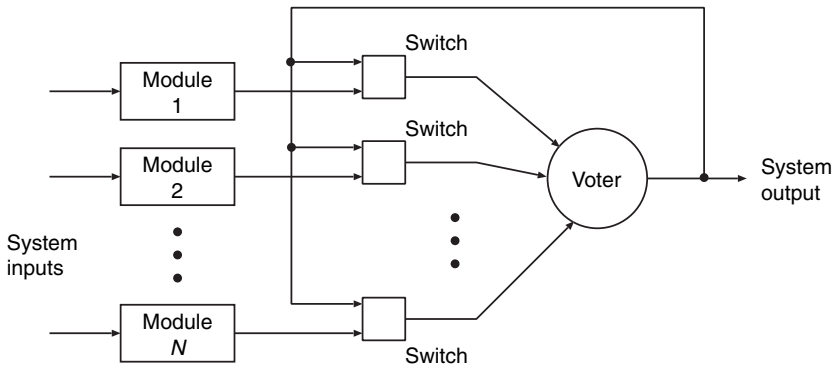 Switch
Module
1
Switch
Module
2
Voter
System
output
System
inputs
Module
N
Switch